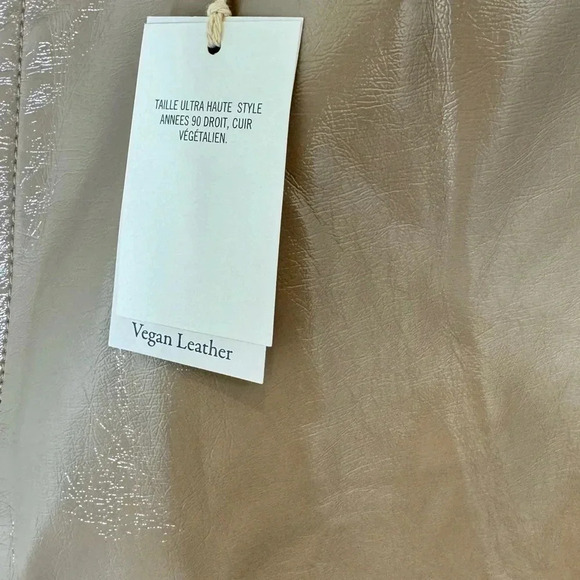 TAILLE ULTRA HAUTE STYLE
ANNEES 90 DROIT, CUIR
VÉGÉTALIEN.
Vegan Leather